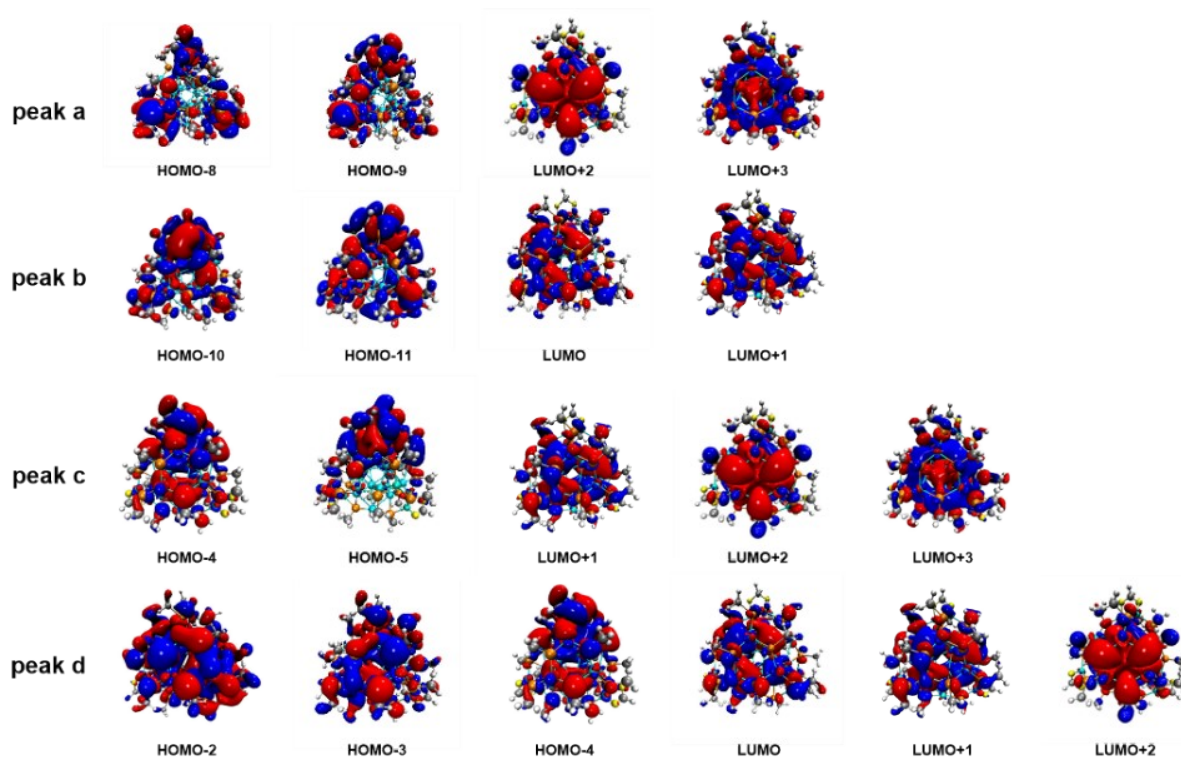 peak a
HOMO-8 HOMO-9 LUMO+2 LUMO+3
peak b
HOMO-10 HOMO-11 LUMO LUMO+1
peak c
HOMO-4 HOMO-5 LUMO+1 LUMO+2 LUMO+3
peak d
HOMO-2 HOMO-3 HOMO-4 LUMO LUMO+1 LUMO+2